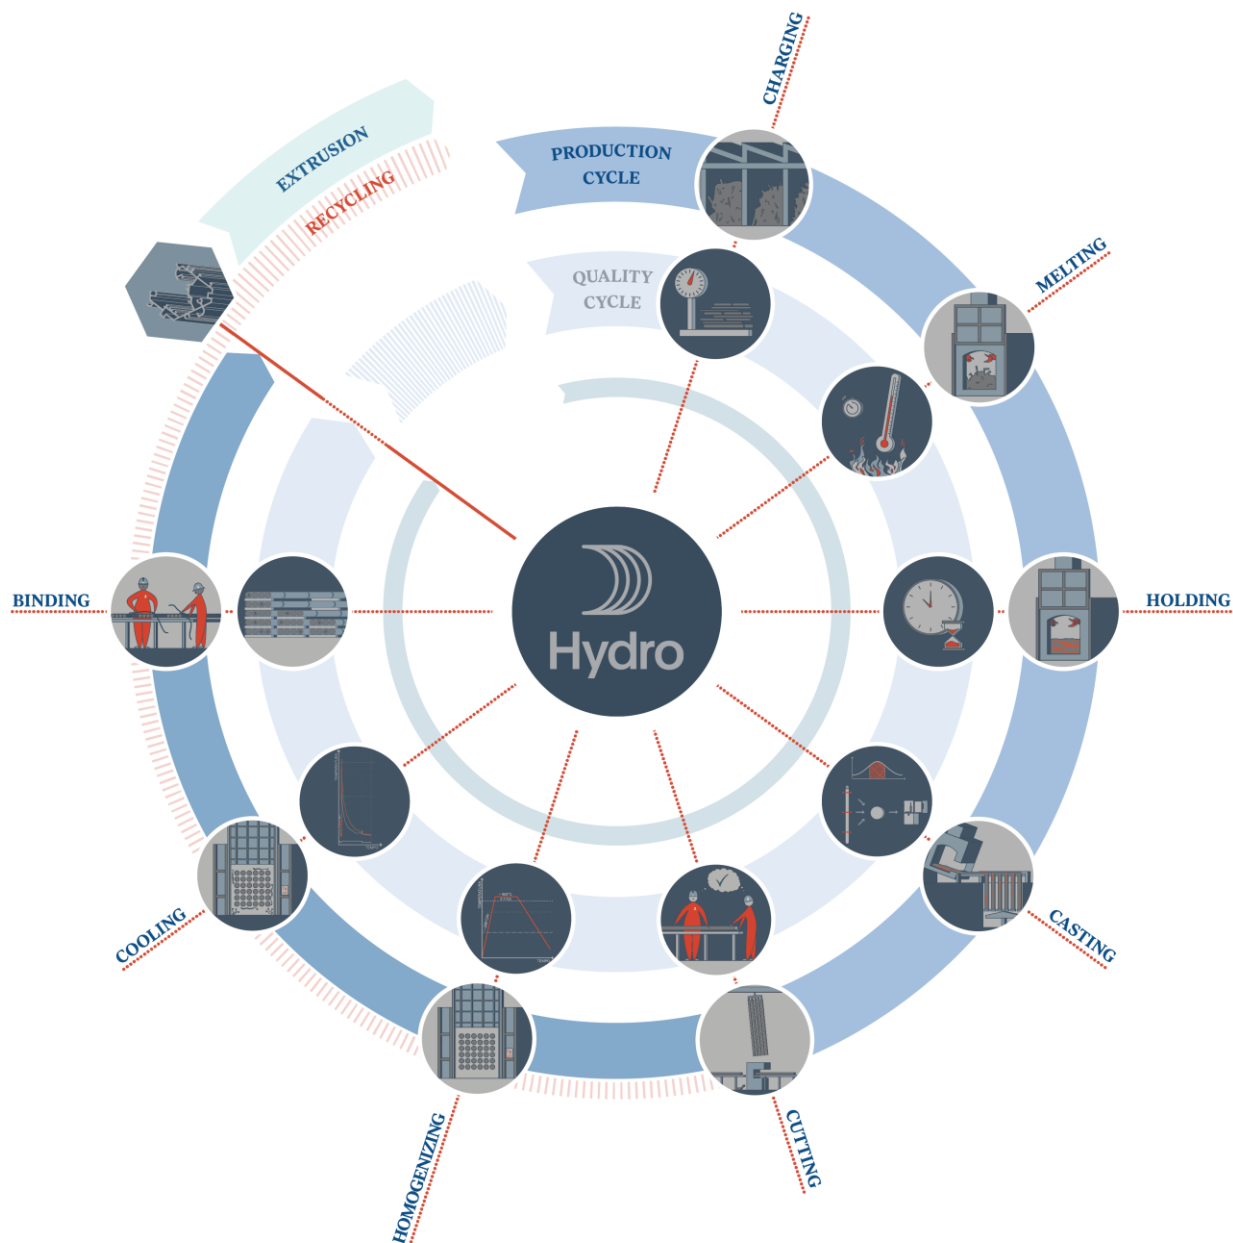 CHARGING
EXTRUSION
RECYCLING
PRODUCTION
CYCLE
QUALITY
CYCLE
MELTING
BINDING
HOLDING
Hydro
COOLING
CASTING
HOMOGENIZING
CUTTING